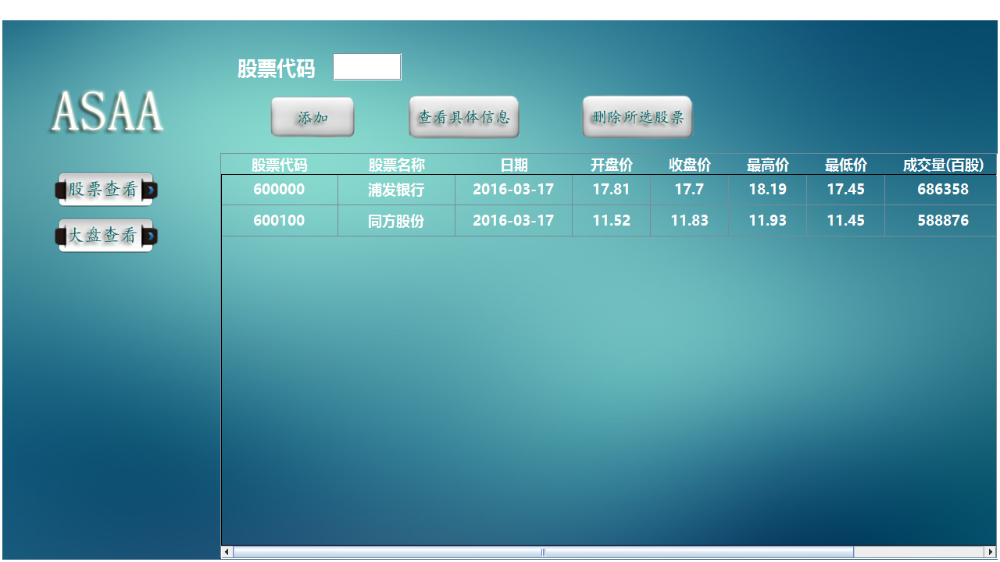 股票代码
ASAA
添加 查看具体信息 删除所选股票
股票查看
大盘查看
股票代码 股票名称 日期 开盘价 收盘价 最高价 最低价 成交量(百股)
600000 浦发银行 2016-03-17 17.81 17.7 18.19 17.45 686358
600100 同方股份 2016-03-17 11.52 11.83 11.93 11.45 588876